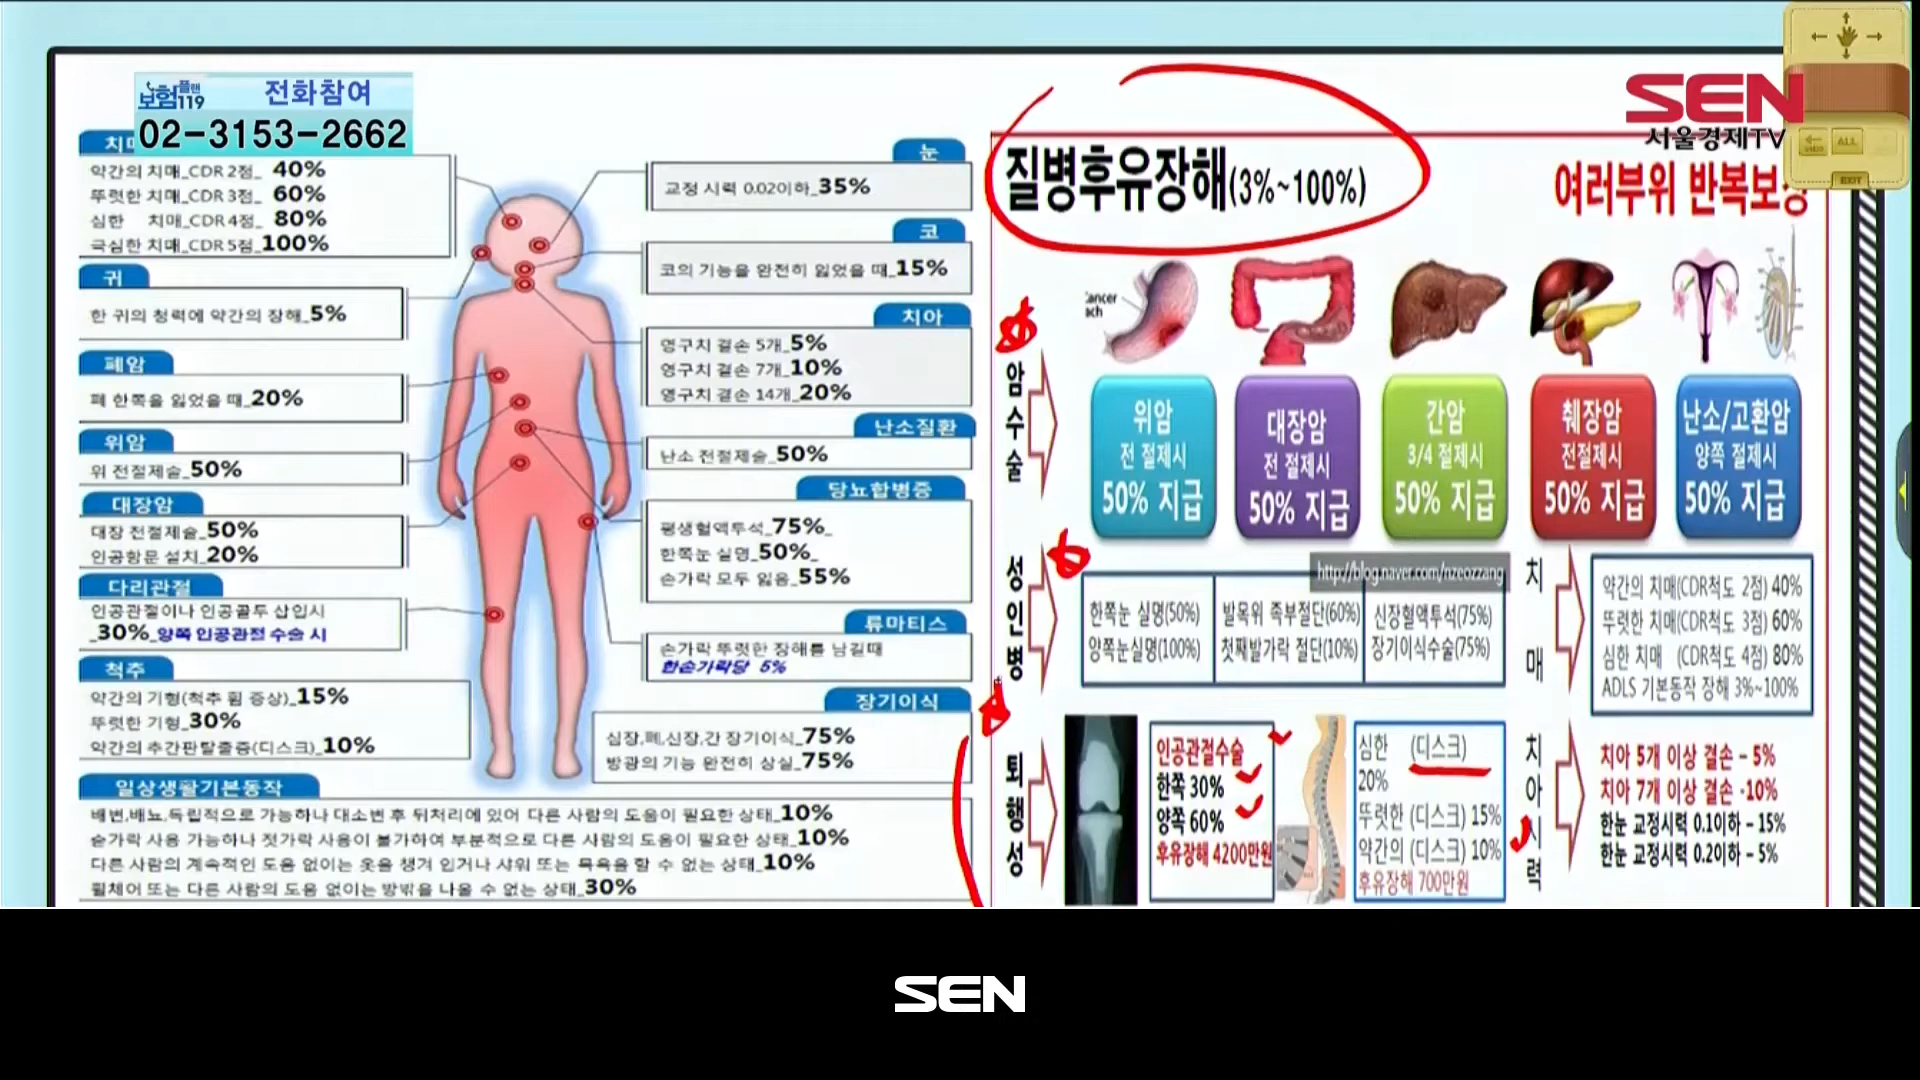 보험플랜119
전화참여
02-3153-2662
SEN
서울경제TV
ALL
EXIT
약간의 치매_CDR 2점_ 40%
뚜렷한 치매_CDR 3점_ 60%
심한 치매_CDR 4점_ 80%
극심한 치매_CDR 5점_100%
귀
한 귀의 청력에 약간의 장해_5%
폐암
폐 한쪽을 잃었을 때_20%
위암
위 전절제술_50%
대장암
대장 전절제술_50%
인공항문 설치_20%
다리관절
인공관절이나 인공골두 삽입시
_30%_양쪽 인공관절 수술 시
척추
약간의 기형(척추 휨 증상)_15%
뚜렷한 기형_30%
약간의 추간판탈출증(디스크)_10%
일상생활기본동작
배변,배뇨,독립적으로 가능하나 대소변 후 뒤처리에 있어 다른 사람의 도움이 필요한 상태_10%
숟가락 사용 가능하나 젓가락 사용이 불가하여 부분적으로 다른 사람의 도움이 필요한 상태_10%
다른 사람의 계속적인 도움 없이는 옷을 챙겨 입거나 샤워 또는 목욕을 할 수 없는 상태_10%
휠체어 또는 다른 사람의 도움 없이는 방밖을 나올 수 없는 상태_30%
눈
교정 시력 0.02이하_35%
코
코의 기능을 완전히 잃었을 때_15%
치아
영구치 결손 5개_5%
영구치 결손 7개_10%
영구치 결손 14개_20%
난소질환
난소 전절제술_50%
당뇨합병증
평생혈액투석_75%_
한쪽눈 실명_50%_
손가락 모두 잃음_55%
류마티스
손가락 뚜렷한 장해를 남길때
한손가락당 5%
장기이식
심장,폐,신장,간 장기이식_75%
방광의 기능 완전히 상실_75%
질병후유장해(3%~100%)
여러부위 반복보장
암수술
위암
전 절제시
50% 지급
대장암
전 절제시
50% 지급
간암
3/4 절제시
50% 지급
췌장암
전절제시
50% 지급
난소/고환암
양쪽 절제시
50% 지급
http://blog.naver.com/nzeozzang
성인병
한쪽눈 실명(50%)
양쪽눈실명(100%)
발목위 족부절단(60%)
첫째발가락 절단(10%)
신장혈액투석(75%)
장기이식수술(75%)
치매
약간의 치매(CDR척도 2점) 40%
뚜렷한 치매(CDR척도 3점) 60%
심한 치매 (CDR척도 4점) 80%
ADLS 기본동작 장해 3%~100%
퇴행성
인공관절수술
한쪽 30%
양쪽 60%
후유장해 4200만원
심한 (디스크)
20%
뚜렷한 (디스크) 15%
약간의 (디스크) 10%
후유장해 700만원
치아시력
치아 5개 이상 결손 – 5%
치아 7개 이상 결손 -10%
한눈 교정시력 0.1이하 – 15%
한눈 교정시력 0.2이하 – 5%
SEN